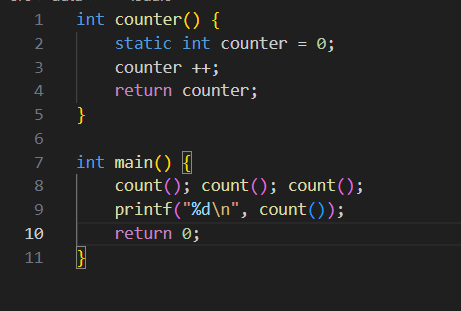 1 int counter() {
2 static int counter = 0;
3 counter ++;
4 return counter;
5 }
6
7 int main() {
8 count(); count(); count();
9 printf("%d\n", count());
10 return 0;
11 }